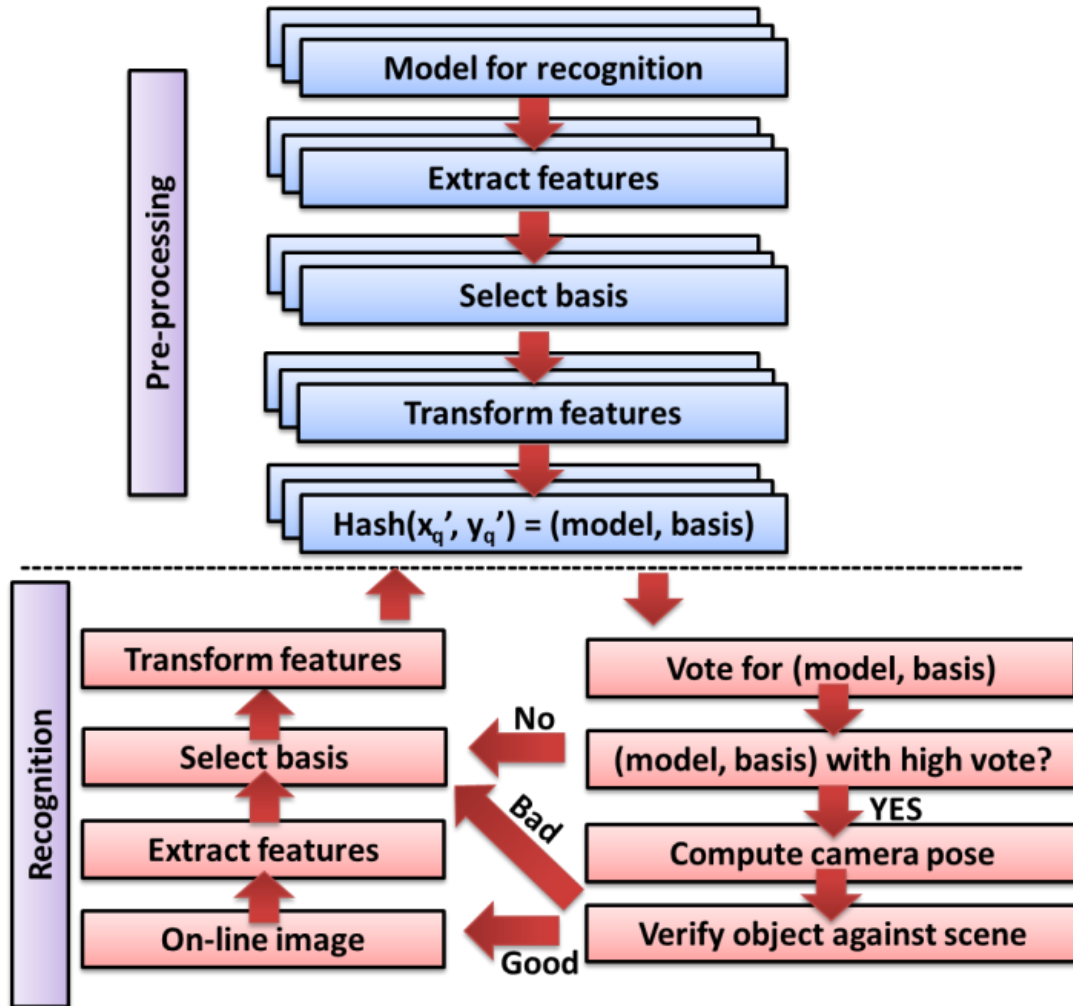 Pre-processing
Model for recognition
Extract features
Select basis
Transform features
Hash(x_q', y_q') = (model, basis)
Recognition
Transform features
Select basis
Extract features
On-line image
Vote for (model, basis)
(model, basis) with high vote?
YES
Compute camera pose
Verify object against scene
No
Bad
Good